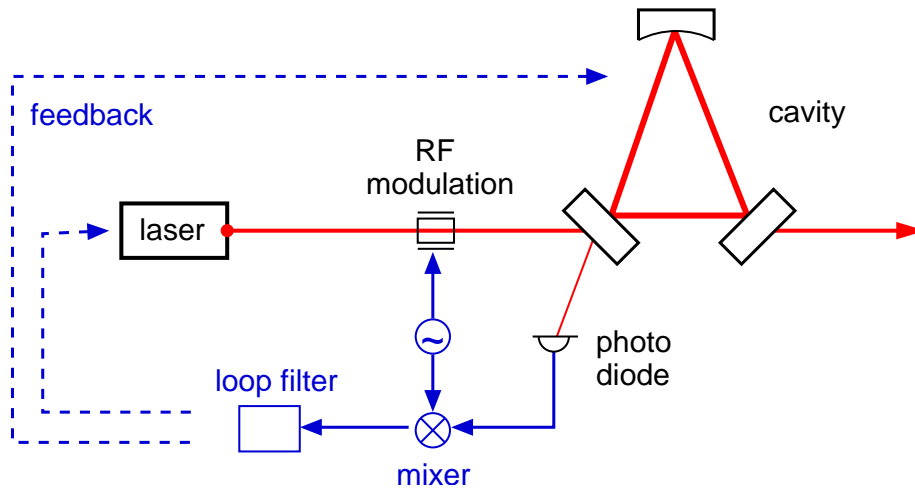 feedback
cavity
RF
modulation
laser
~
photo
diode
loop filter
mixer